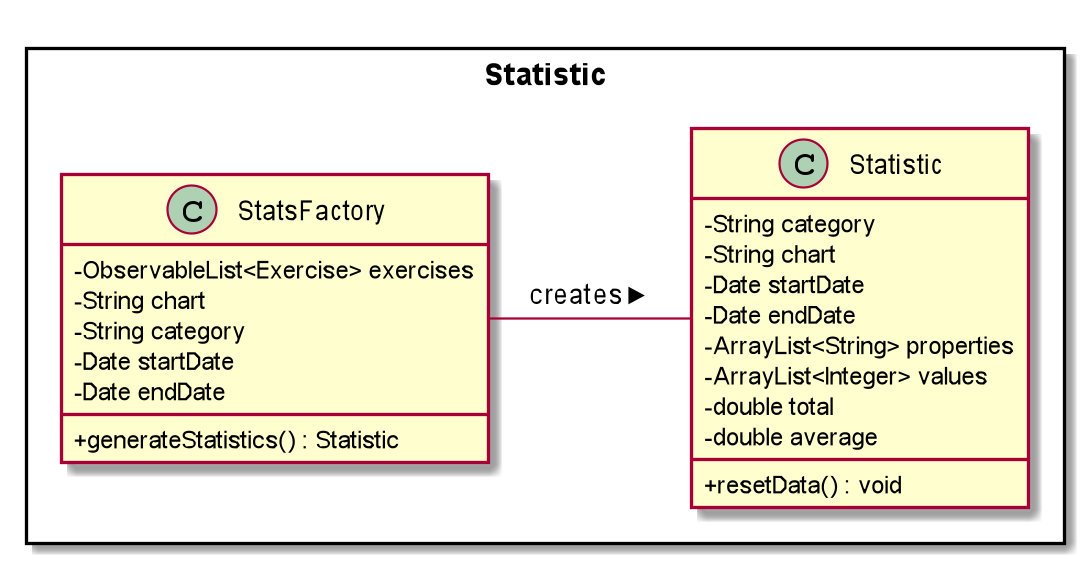 Statistic
C StatsFactory
-ObservableList<Exercise> exercises
-String chart
-String category
-Date startDate
-Date endDate
+generateStatistics() : Statistic
creates ▶
C Statistic
-String category
-String chart
-Date startDate
-Date endDate
-ArrayList<String> properties
-ArrayList<Integer> values
-double total
-double average
+resetData() : void